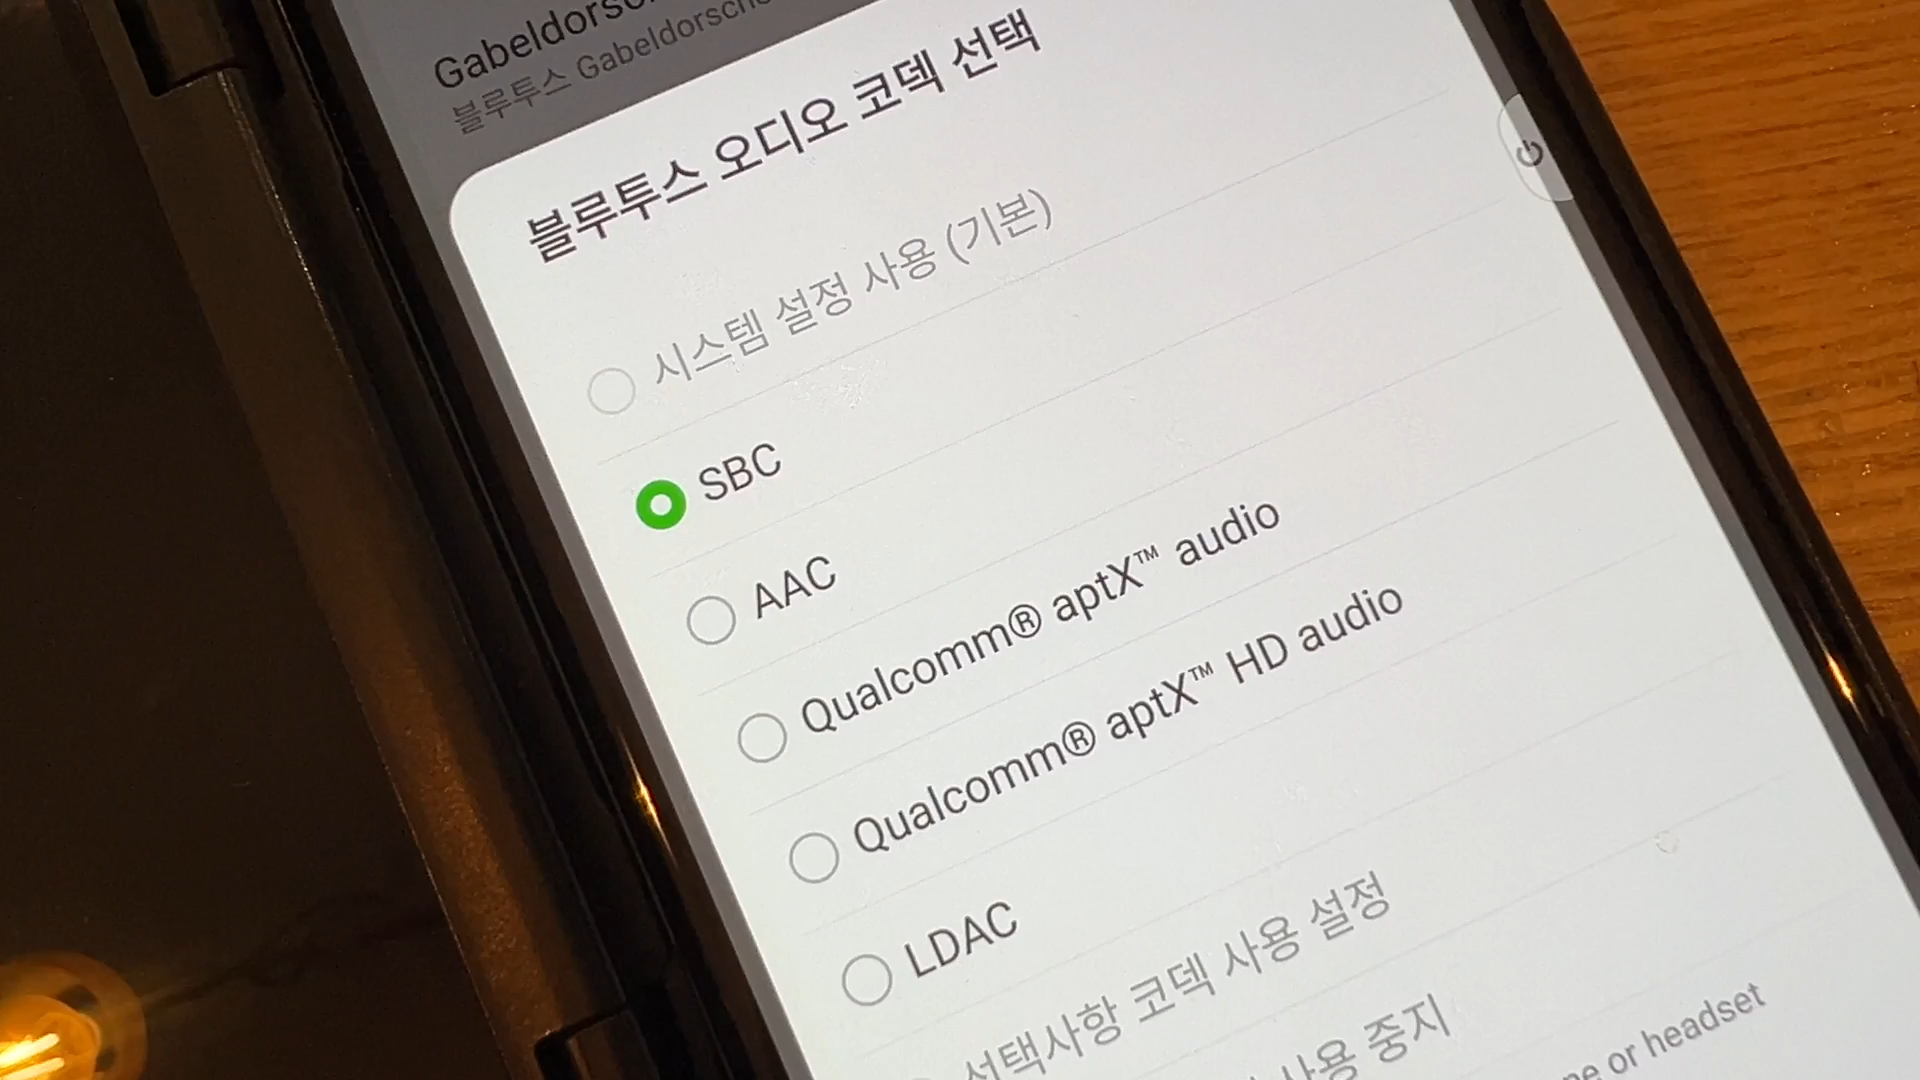 블루투스
블루투스 오디오 코덱 선택
시스템 설정 사용 (기본)
SBC
AAC
Qualcomm® aptX™ audio
Qualcomm® aptX™ HD audio
LDAC
선택사항 코덱 사용 설정
사용 중지
or headset